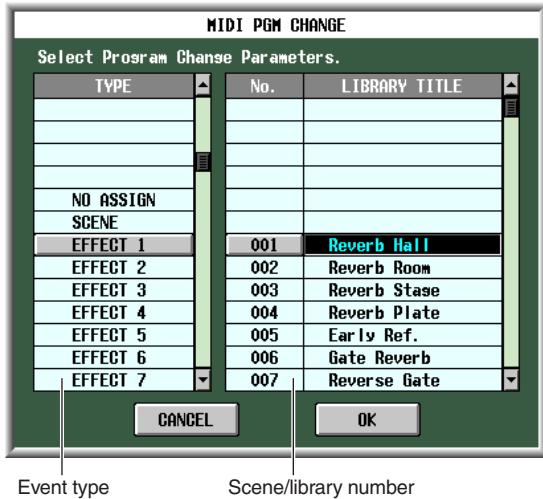 MIDI PGM CHANGE
Select Program Change Parameters.
TYPE No. LIBRARY TITLE
NO ASSIGN
SCENE
EFFECT 1 001 Reverb Hall
EFFECT 2 002 Reverb Room
EFFECT 3 003 Reverb Stage
EFFECT 4 004 Reverb Plate
EFFECT 5 005 Early Ref.
EFFECT 6 006 Gate Reverb
EFFECT 7 007 Reverse Gate
CANCEL OK
Event type Scene/library number